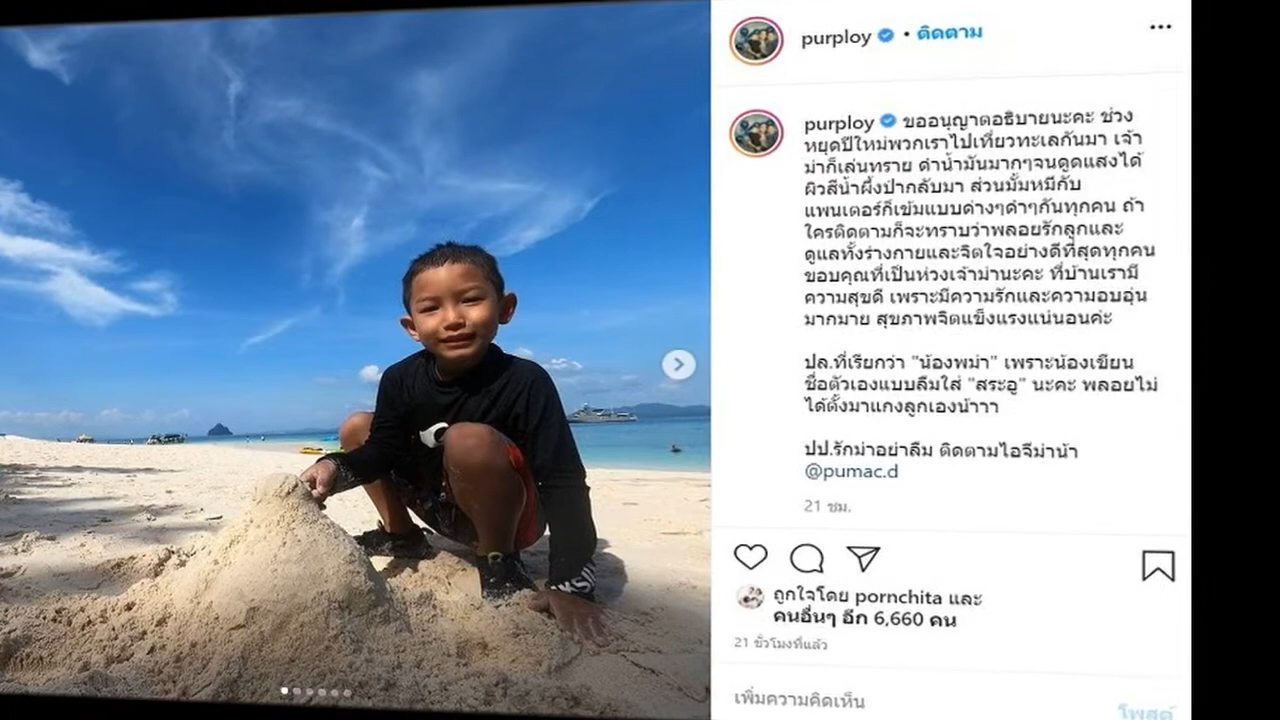 purploy • ติดตาม
purploy ขออนุญาตอธิบายนะคะ ช่วง
หยุดปีใหม่พวกเราไปเที่ยวทะเลกันมา เจ้า
ม่าก็เล่นทราย ดำน้ำมันมากๆจนดูดแสงได้
ผิวสีน้ำผึ้งป่ากลับมา ส่วนมั้มหมีกับ
แพนเตอร์ก็เข้มแบบด่างๆดำๆกันทุกคน ถ้า
ใครติดตามก็จะทราบว่าพลอยรักลูกและ
ดูแลทั้งร่างกายและจิตใจอย่างดีที่สุดทุกคน
ขอบคุณที่เป็นห่วงเจ้าม่านะคะ ที่บ้านเรามี
ความสุขดี เพราะมีความรักและความอบอุ่น
มากมาย สุขภาพจิตแข็งแรงแน่นอนค่ะ
ปล.ที่เรียกว่า "น้องพม่า" เพราะน้องเขียน
ชื่อตัวเองแบบลืมใส่ "สระอู" นะคะ พลอยไม่
ได้ตั้งมาแกงลูกเองน้าาา
ปป.รักม่าอย่าลืม ติดตามไอจีม่าน้า
@pumac.d
21 ชม.
ถูกใจโดย pornchita และ
คนอื่นๆ อีก 6,660 คน
21 ชั่วโมงที่แล้ว
เพิ่มความคิดเห็น
โพสต์